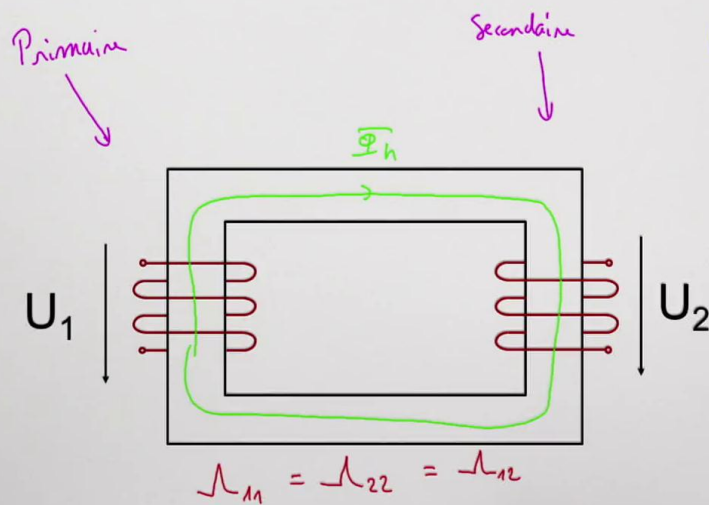 Primaire
Secondaire
Φh
U1
U2
Λ11 = Λ22 = Λ12